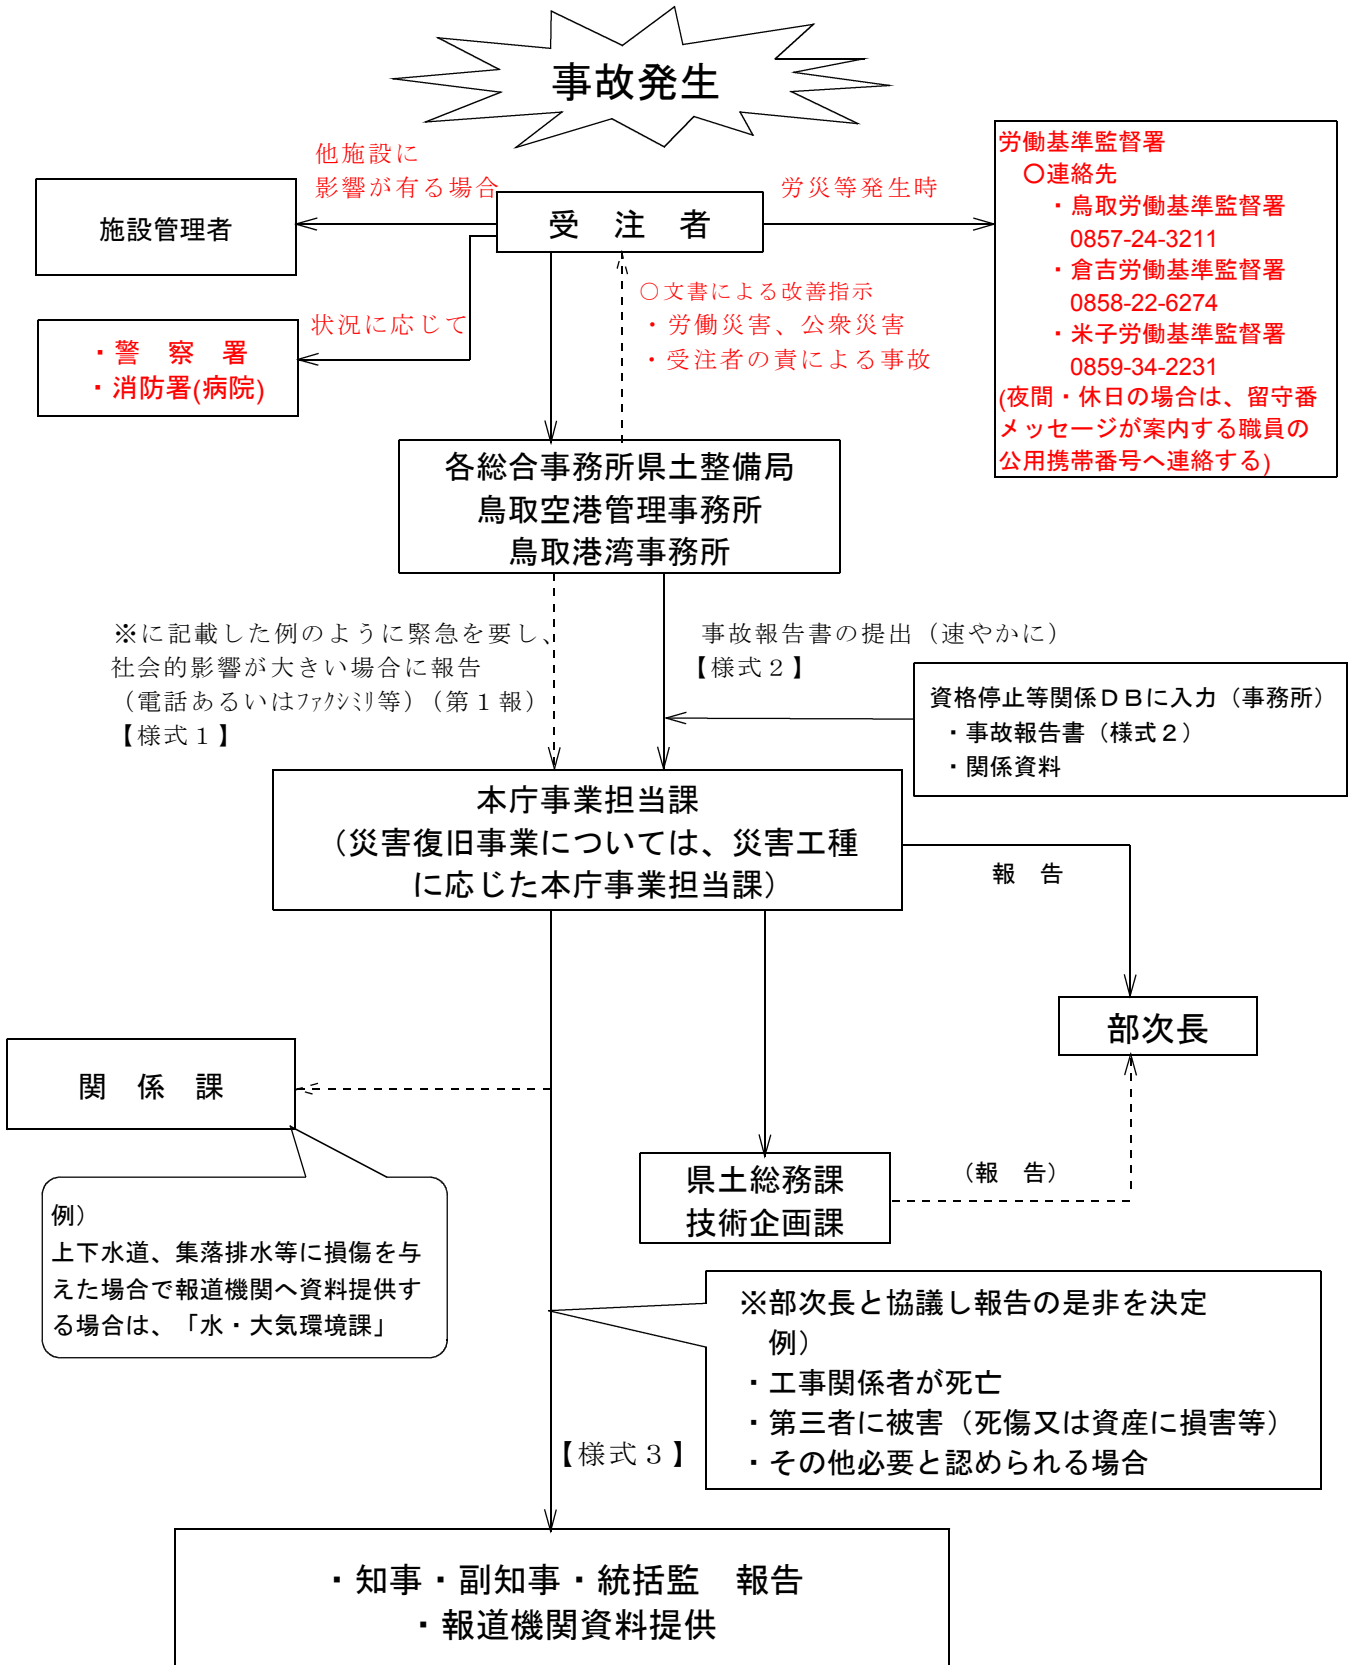 事故発生
他施設に
影響が有る場合
施設管理者
受　注　者
労災等発生時
労働基準監督署
〇連絡先
・鳥取労働基準監督署
0857-24-3211
・倉吉労働基準監督署
0858-22-6274
・米子労働基準監督署
0859-34-2231
(夜間・休日の場合は、留守番
メッセージが案内する職員の
公用携帯番号へ連絡する)
状況に応じて
・警　察　署
・消防署(病院)
〇文書による改善指示
・労働災害、公衆災害
・受注者の責による事故
各総合事務所県土整備局
鳥取空港管理事務所
鳥取港湾事務所
※に記載した例のように緊急を要し、
社会的影響が大きい場合に報告
（電話あるいはﾌｧｸｼﾐﾘ等）（第１報）
【様式１】
事故報告書の提出（速やかに）
【様式２】
資格停止等関係ＤＢに入力（事務所）
・事故報告書（様式２）
・関係資料
本庁事業担当課
（災害復旧事業については、災害工種
に応じた本庁事業担当課）
報　告
部次長
関　係　課
例）
上下水道、集落排水等に損傷を与
えた場合で報道機関へ資料提供す
る場合は、「水・大気環境課」
県土総務課
技術企画課
（報　告）
※部次長と協議し報告の是非を決定
例）
・工事関係者が死亡
・第三者に被害（死傷又は資産に損害等）
・その他必要と認められる場合
【様式３】
・知事・副知事・統括監　報告
・報道機関資料提供